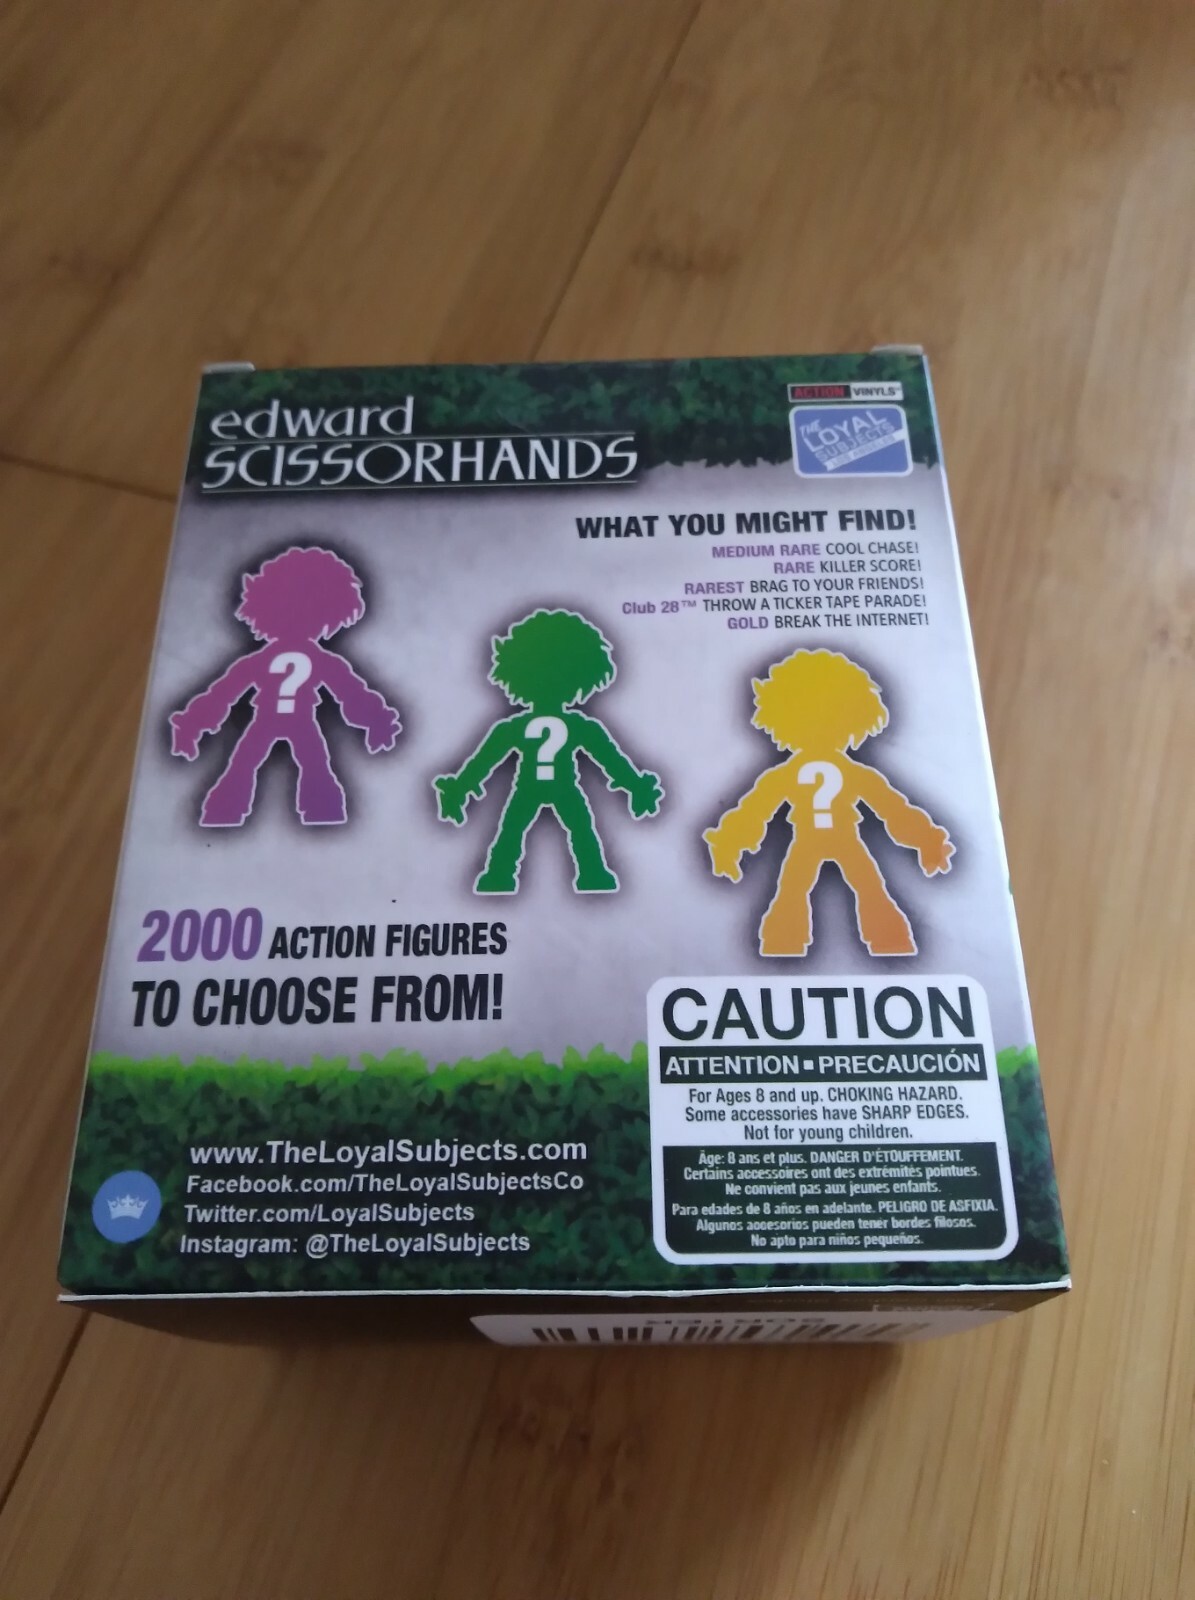 edward
SCISSORHANDS
ACTION VINYLS™
THE
LOYAL
SUBJECTS
LOS ANGELES
WHAT YOU MIGHT FIND!
MEDIUM RARE COOL CHASE!
RARE KILLER SCORE!
RAREST BRAG TO YOUR FRIENDS!
Club 28™ THROW A TICKER TAPE PARADE!
GOLD BREAK THE INTERNET!
?
?
?
2000 ACTION FIGURES
TO CHOOSE FROM!
CAUTION
ATTENTION ▪ PRECAUCIÓN
For Ages 8 and up. CHOKING HAZARD.
Some accessories have SHARP EDGES.
Not for young children.
Âge: 8 ans et plus. DANGER D'ÉTOUFFEMENT.
Certains accessoires ont des extrémités pointues.
Ne convient pas aux jeunes enfants.
Para edades de 8 años en adelante. PELIGRO DE ASFIXIA.
Algunos accesorios pueden tener bordes filosos.
No apto para niños pequeños.
www.TheLoyalSubjects.com
Facebook.com/TheLoyalSubjectsCo
Twitter.com/LoyalSubjects
Instagram: @TheLoyalSubjects
SORTER